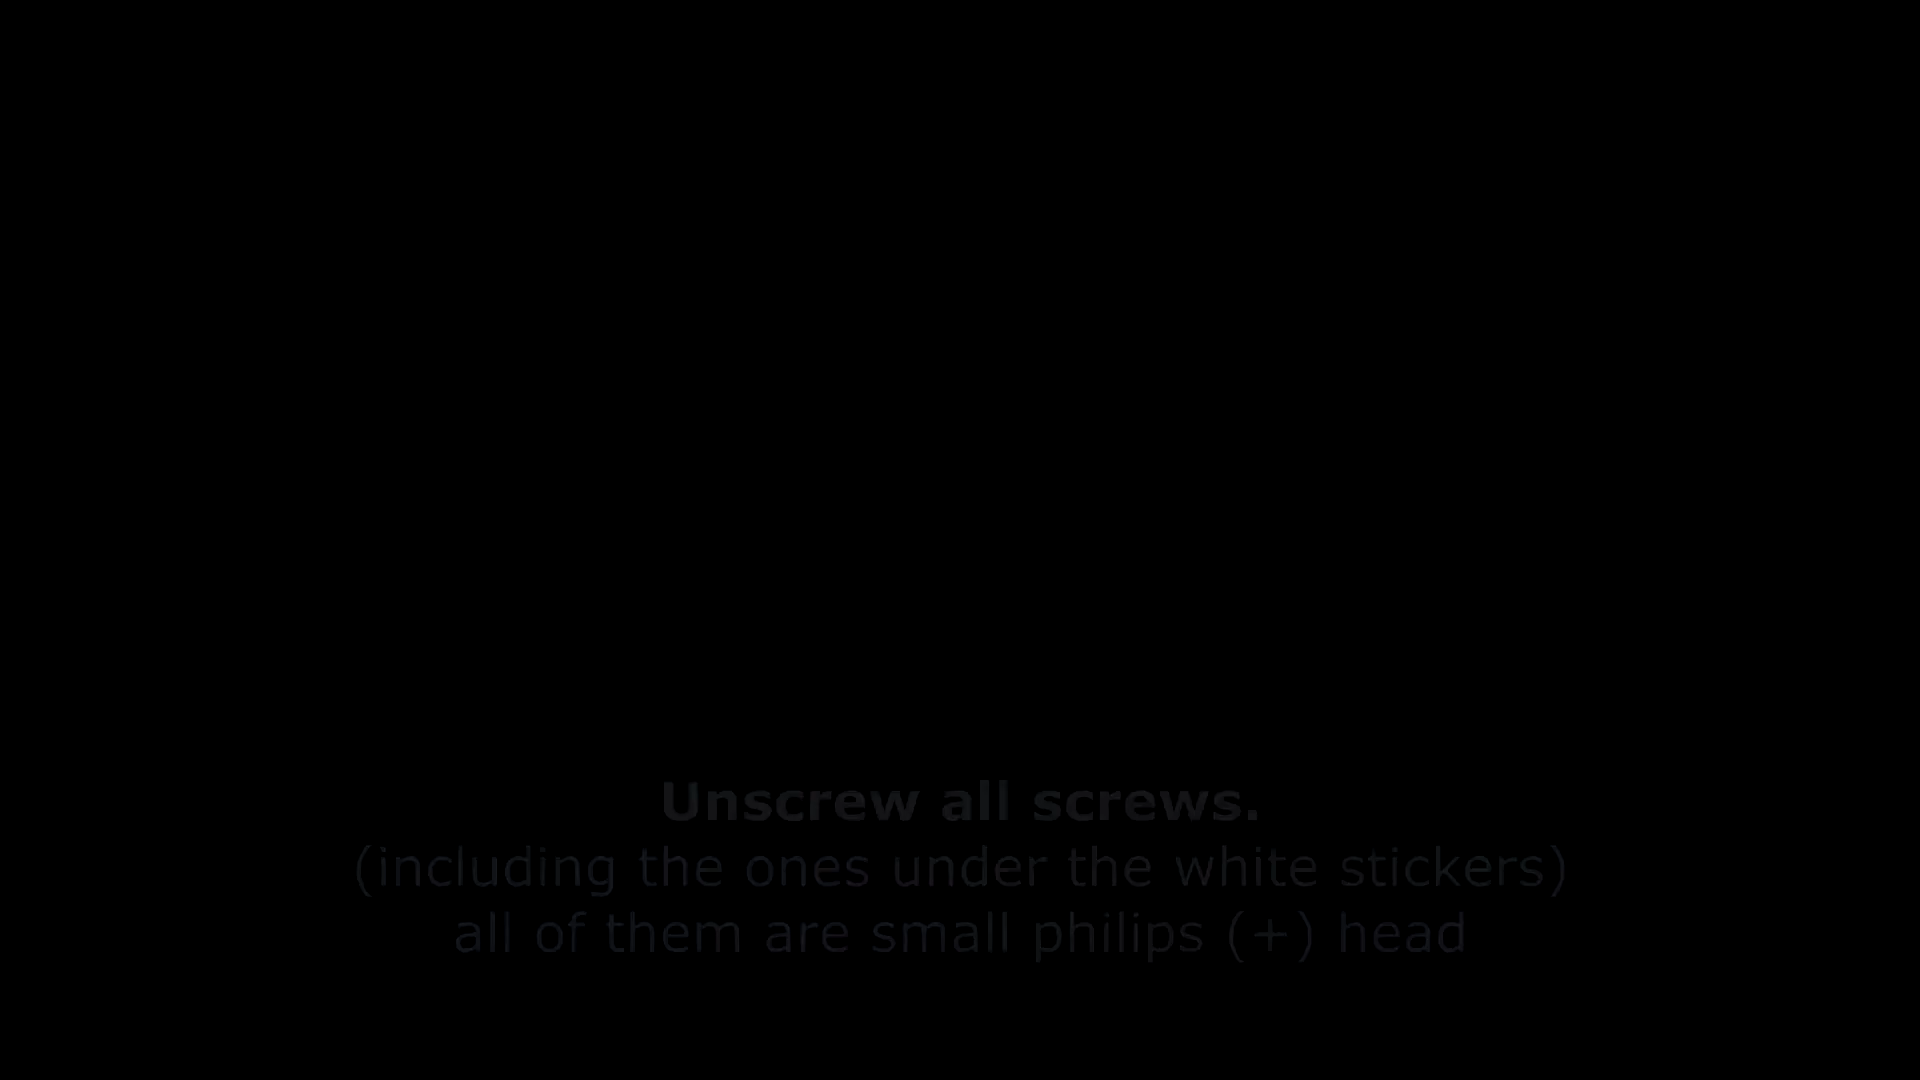 Unscrew all screws.
(including the ones under the white stickers)
all of them are small philips (+) head